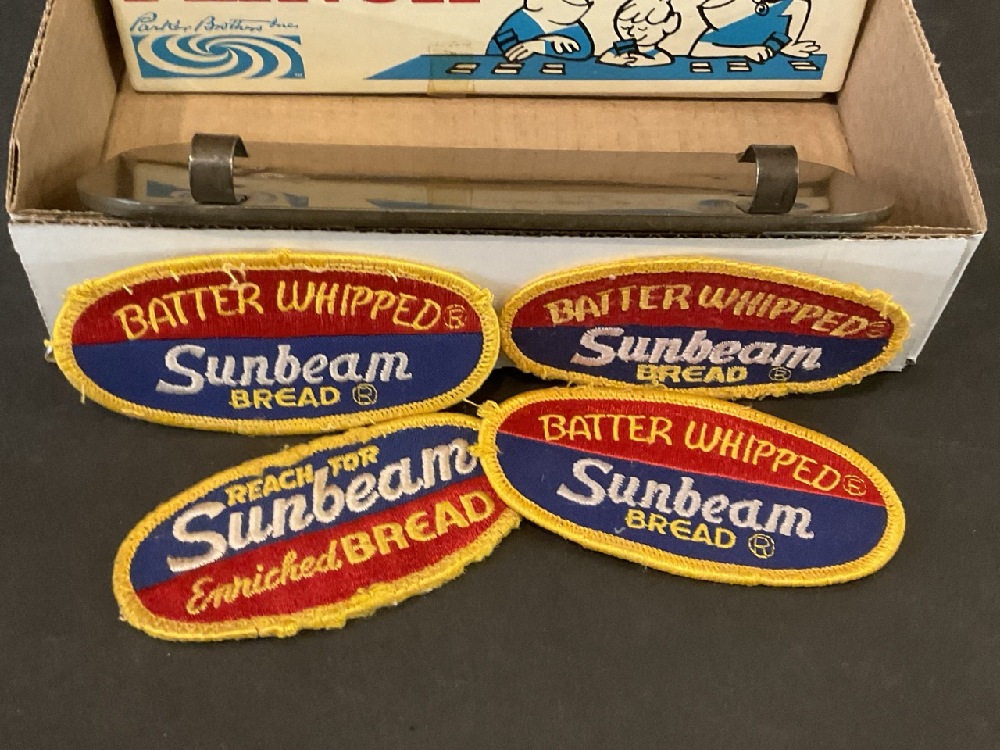 Parker Brothers Inc.
BATTER WHIPPED®
Sunbeam
BREAD ®
BATTER WHIPPED®
Sunbeam
BREAD ®
REACH FOR
Sunbeam
Enriched BREAD
BATTER WHIPPED®
Sunbeam
BREAD ®